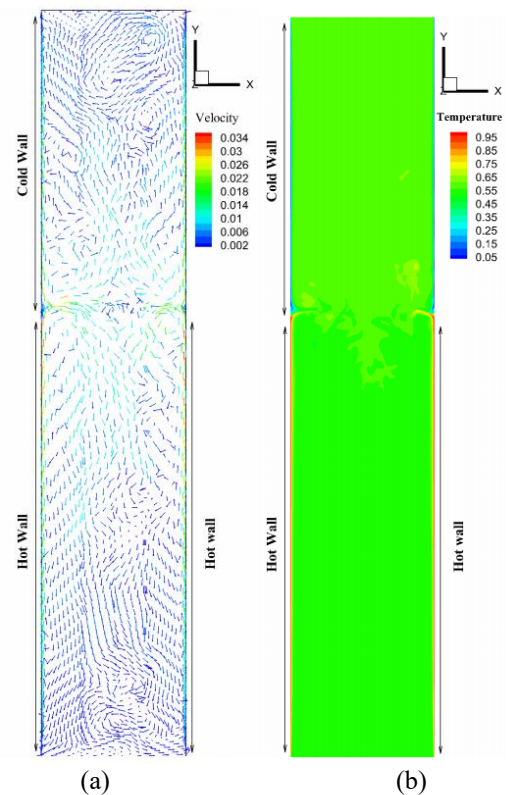 Y
X
Z
Velocity
0.034
0.03
0.026
0.022
0.018
0.014
0.01
0.006
0.002
Cold Wall
Hot Wall
Hot wall
(a)
Y
X
Z
Temperature
0.95
0.85
0.75
0.65
0.55
0.45
0.35
0.25
0.15
0.05
Cold Wall
Hot Wall
Hot wall
(b)